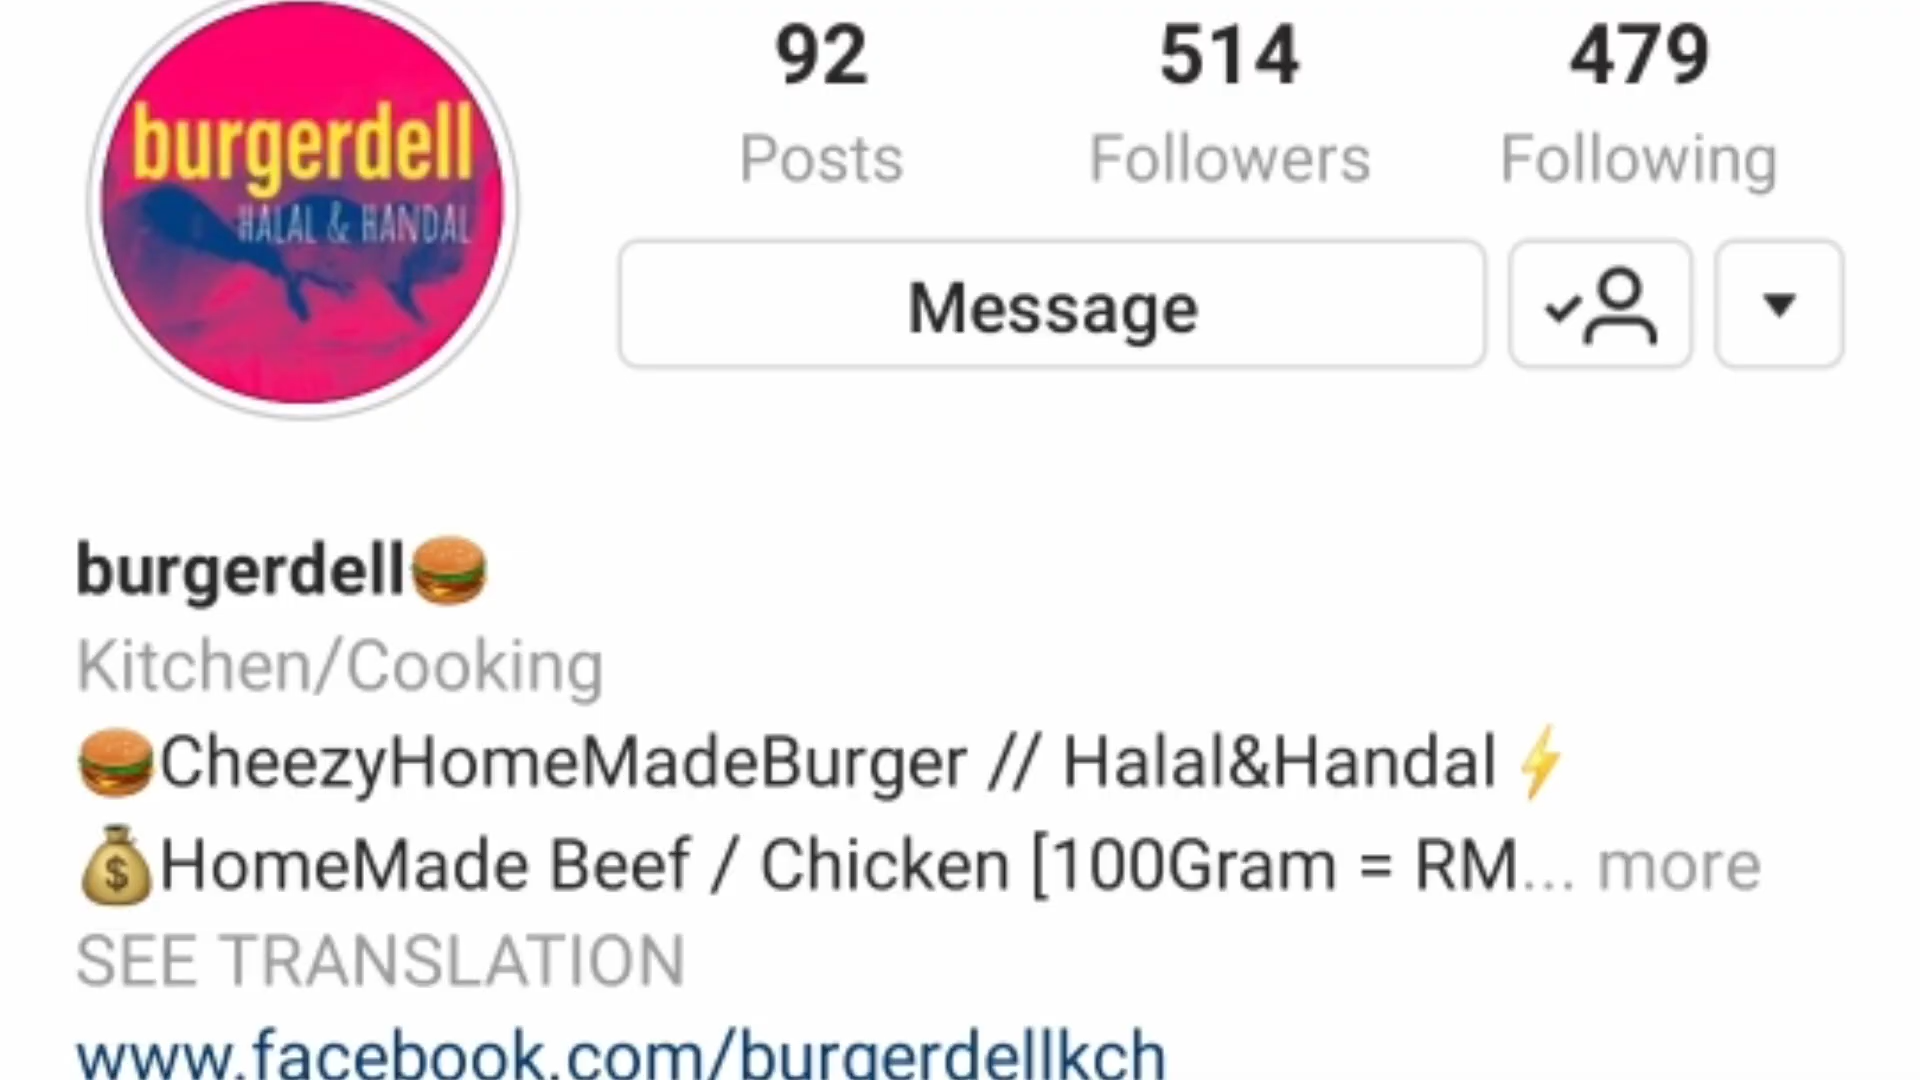 burgerdell
HALAL & HANDAL
92 514 479
Posts Followers Following
Message
burgerdell🍔
Kitchen/Cooking
🍔CheezyHomeMadeBurger // Halal&Handal ⚡
💰HomeMade Beef / Chicken [100Gram = RM... more
SEE TRANSLATION
www.facebook.com/burgerdellkch